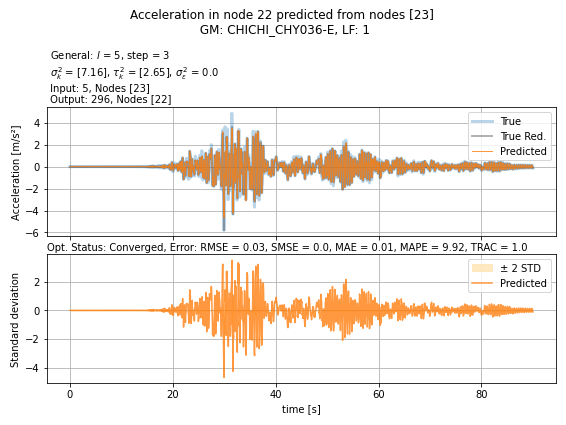 Acceleration in node 22 predicted from nodes [23]
GM: CHICHI_CHY036-E, LF: 1
General: l = 5, step = 3
σ²ₖ = [7.16], τ²ₖ = [2.65], σ²ε = 0.0
Input: 5, Nodes [23]
Output: 296, Nodes [22]
Acceleration [m/s²]
4
2
0
−2
−4
−6
True
True Red.
Predicted
Opt. Status: Converged, Error: RMSE = 0.03, SMSE = 0.0, MAE = 0.01, MAPE = 9.92, TRAC = 1.0
Standard deviation
2
0
−2
−4
± 2 STD
Predicted
0 20 40 60 80
time [s]